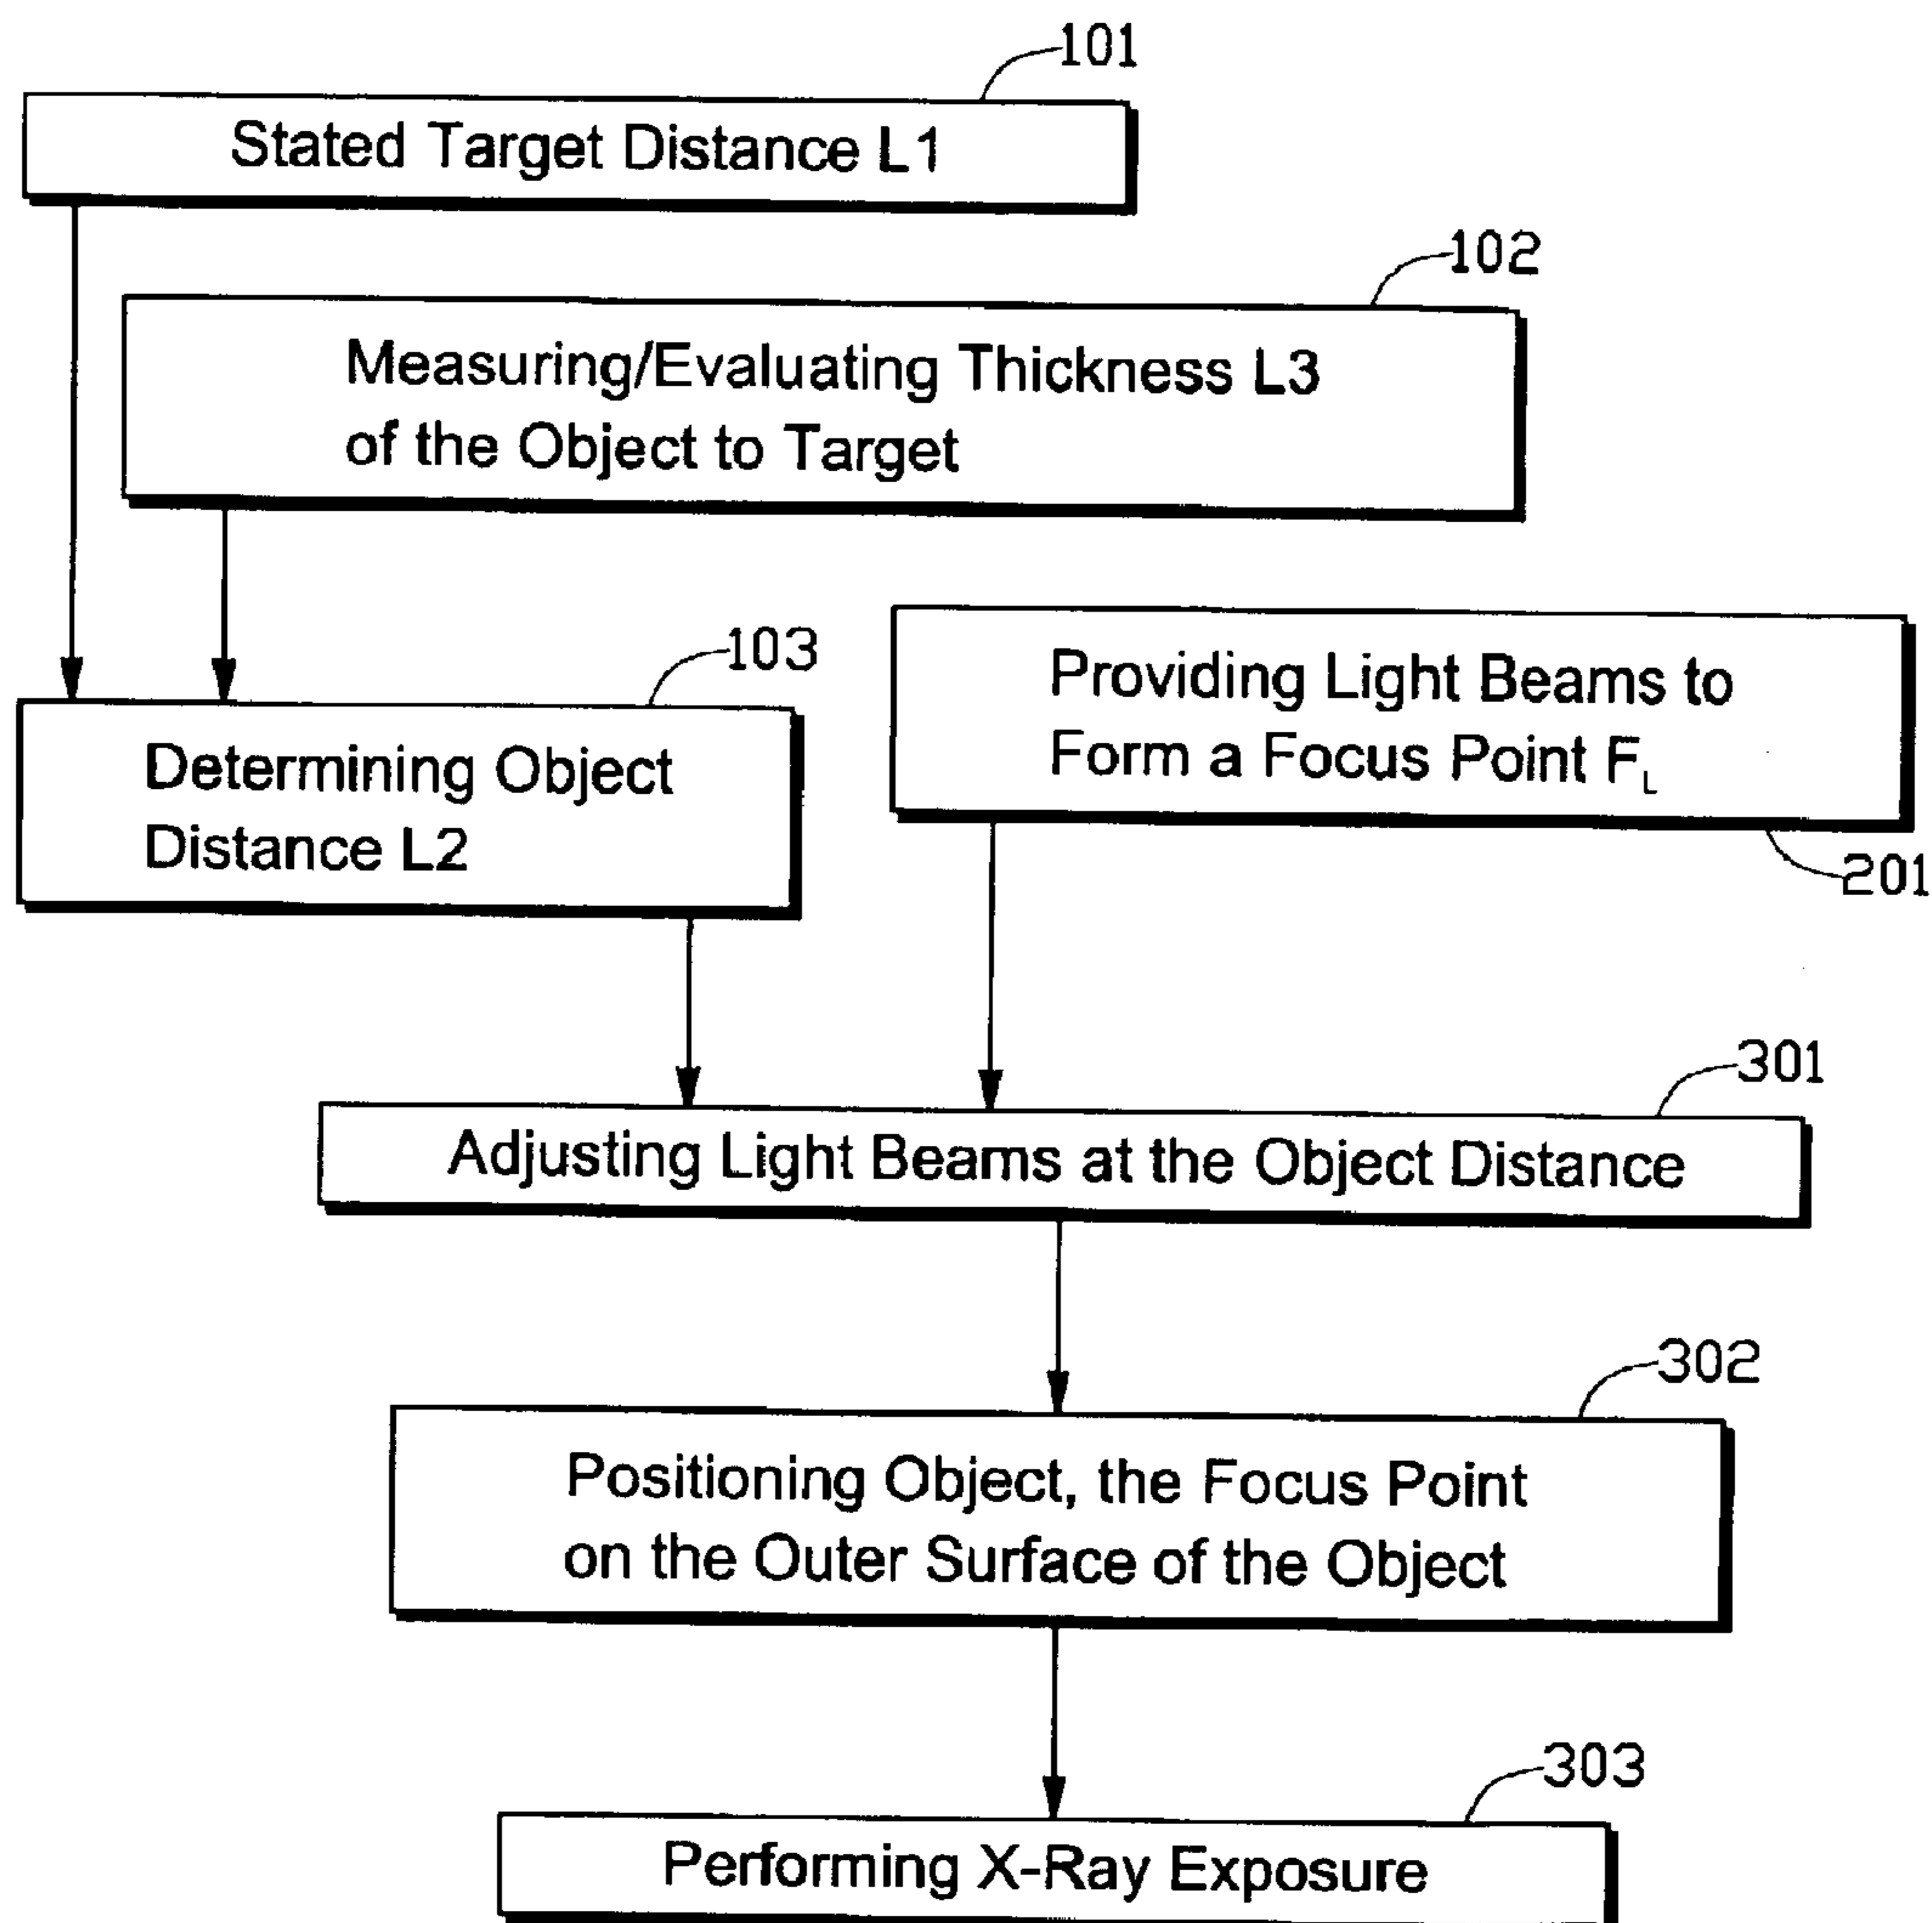 101
Stated Target Distance L1
102
Measuring/Evaluating Thickness L3
of the Object to Target
103
Determining Object
Distance L2
Providing Light Beams to
Form a Focus Point FL
201
301
Adjusting Light Beams at the Object Distance
302
Positioning Object, the Focus Point
on the Outer Surface of the Object
303
Performing X-Ray Exposure